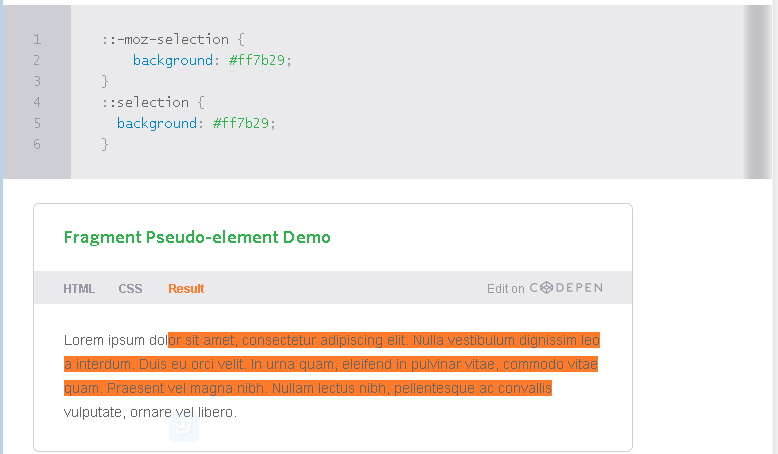 1 ::-moz-selection {
2 background: #ff7b29;
3 }
4 ::selection {
5 background: #ff7b29;
6 }
Fragment Pseudo-element Demo
HTML CSS Result Edit on CODEPEN
Lorem ipsum dolor sit amet, consectetur adipiscing elit. Nulla vestibulum dignissim leo
a interdum. Duis eu orci velit. In urna quam, eleifend in pulvinar vitae, commodo vitae
quam. Praesent vel magna nibh. Nullam lectus nibh, pellentesque ac convallis
vulputate, ornare vel libero.